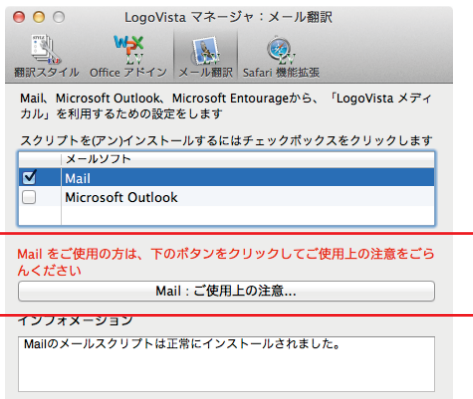 LogoVista マネージャ：メール翻訳
翻訳スタイル Office アドイン メール翻訳 Safari 機能拡張
Mail、Microsoft Outlook、Microsoft Entourageから、「LogoVista メディ
カル」を利用するための設定をします
スクリプトを(アン)インストールするにはチェックボックスをクリックします
メールソフト
Mail
Microsoft Outlook
Mail をご使用の方は、下のボタンをクリックしてご使用上の注意をごら
んください
Mail : ご使用上の注意...
インフォメーション
Mailのメールスクリプトは正常にインストールされました。